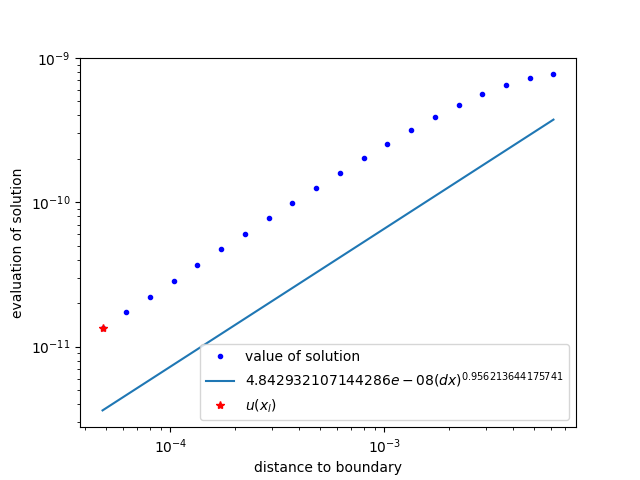 10⁻⁹
10⁻¹⁰
10⁻¹¹
evaluation of solution
value of solution
4.842932107144286e − 08(dx)^0.956213644175741
u(x_l)
10⁻⁴
10⁻³
distance to boundary